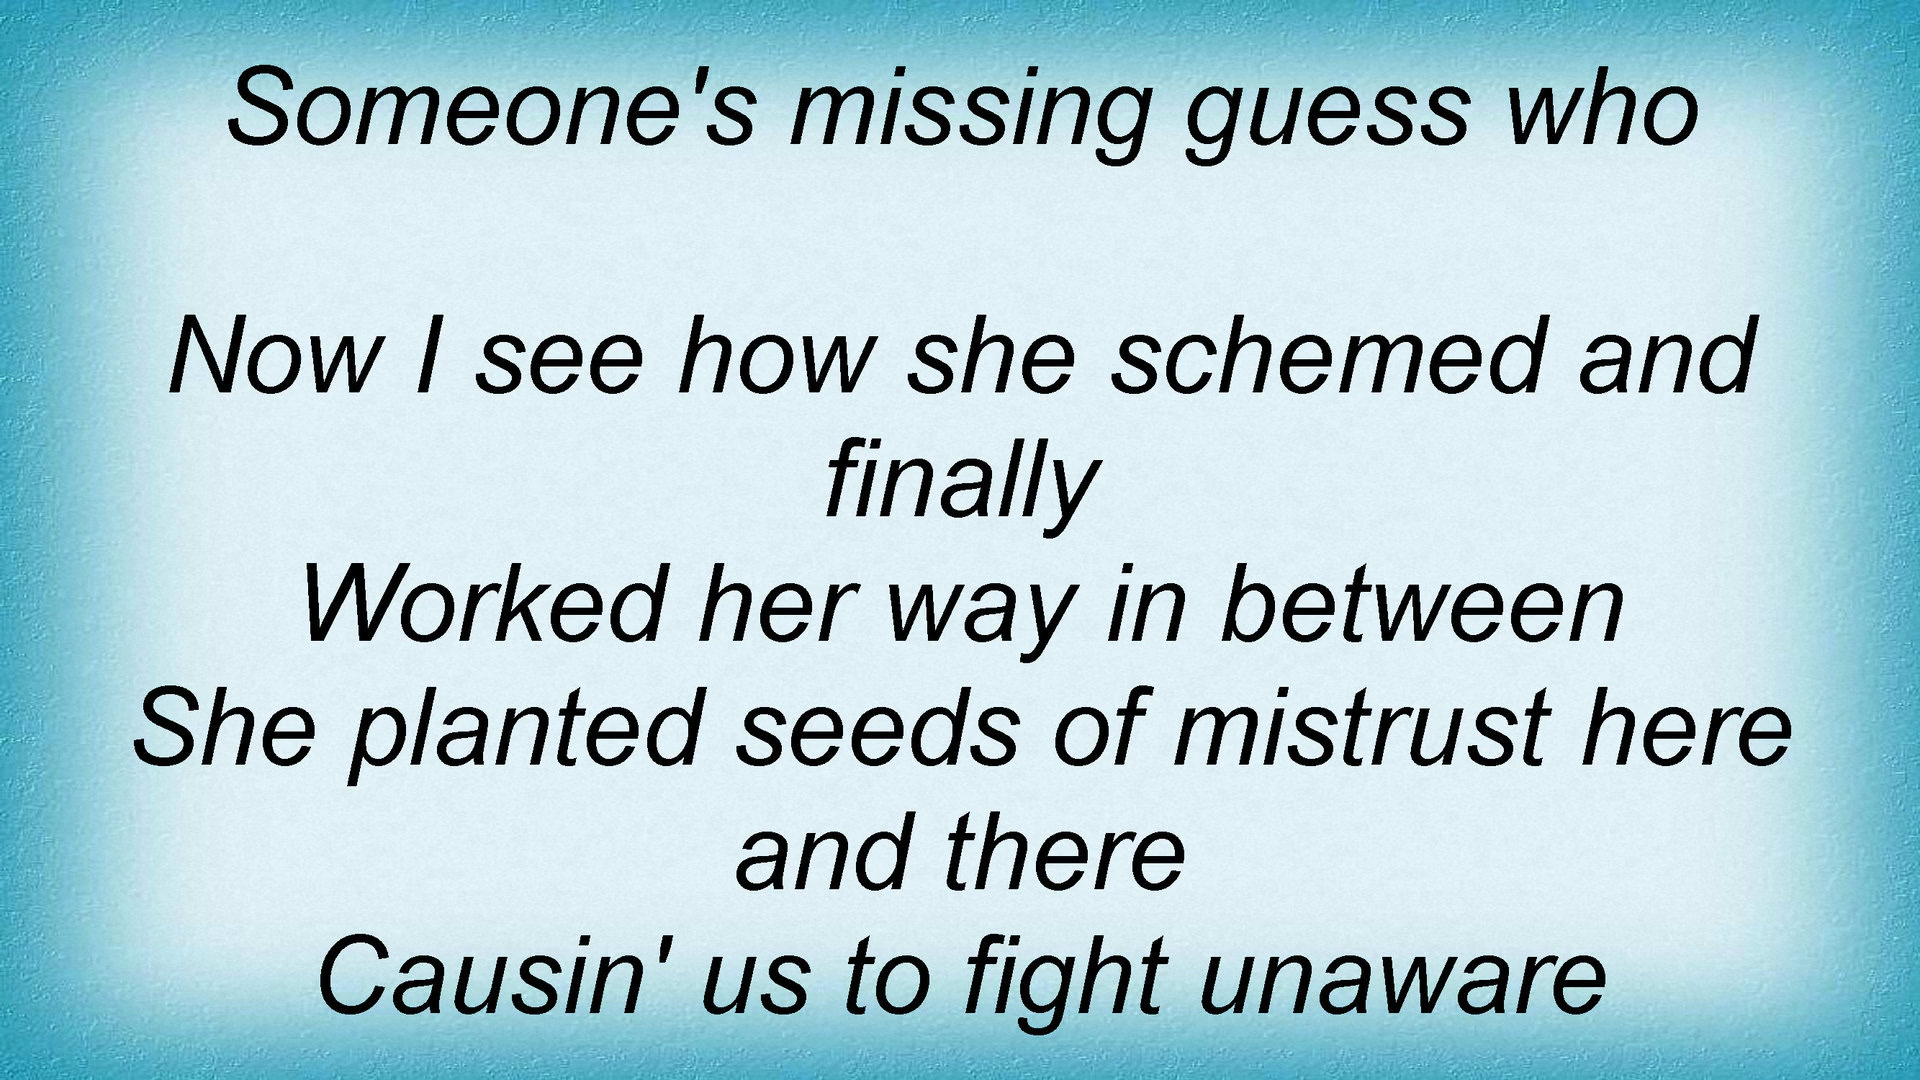 Someone's missing guess who
Now I see how she schemed and
finally
Worked her way in between
She planted seeds of mistrust here
and there
Causin' us to fight unaware